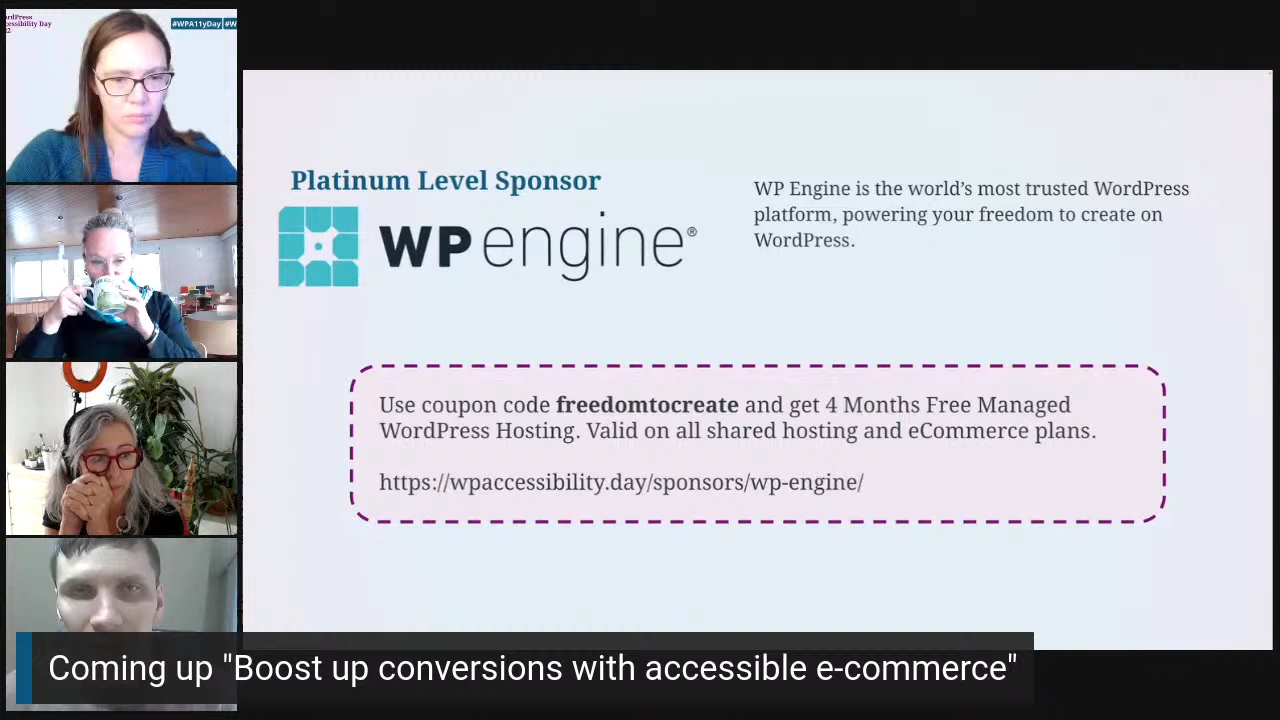 #WPA11yDay
Platinum Level Sponsor
WP engine®
WP Engine is the world’s most trusted WordPress
platform, powering your freedom to create on
WordPress.
Use coupon code freedomtocreate and get 4 Months Free Managed
WordPress Hosting. Valid on all shared hosting and eCommerce plans.
https://wpaccessibility.day/sponsors/wp-engine/
Coming up "Boost up conversions with accessible e-commerce"